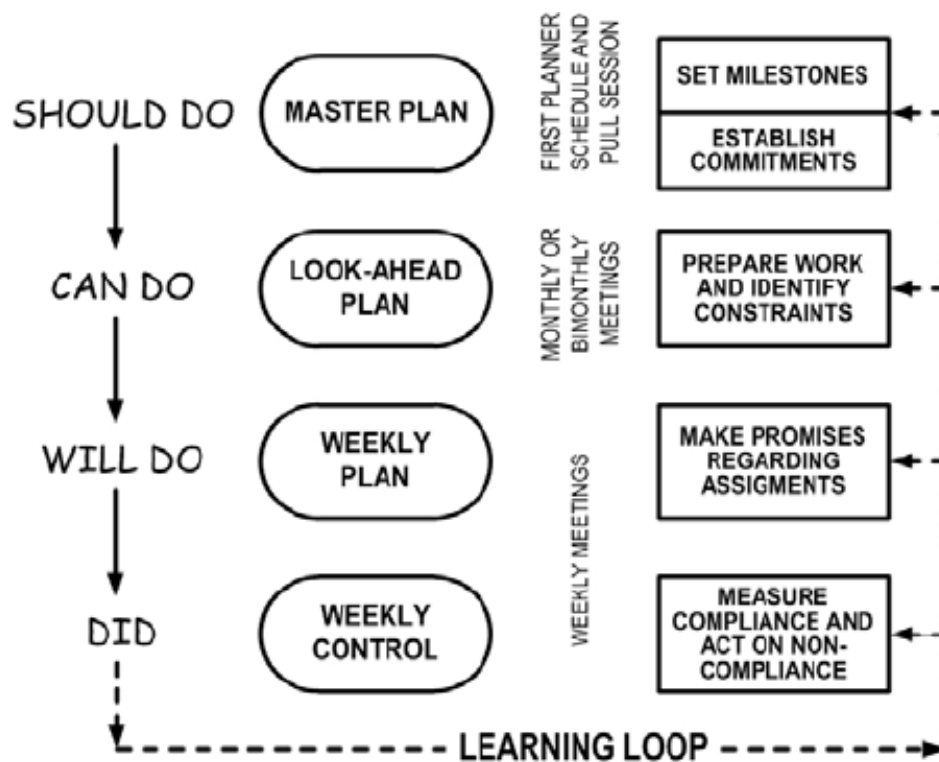 SHOULD DO
MASTER PLAN
FIRST PLANNER
SCHEDULE AND
PULL SESSION
SET MILESTONES
ESTABLISH
COMMITMENTS
CAN DO
LOOK-AHEAD
PLAN
MONTHLY OR
BIMONTHLY
MEETINGS
PREPARE WORK
AND IDENTIFY
CONSTRAINTS
WILL DO
WEEKLY
PLAN
WEEKLY MEETINGS
MAKE PROMISES
REGARDING
ASSIGMENTS
DID
WEEKLY
CONTROL
MEASURE
COMPLIANCE AND
ACT ON NON-
COMPLIANCE
LEARNING LOOP